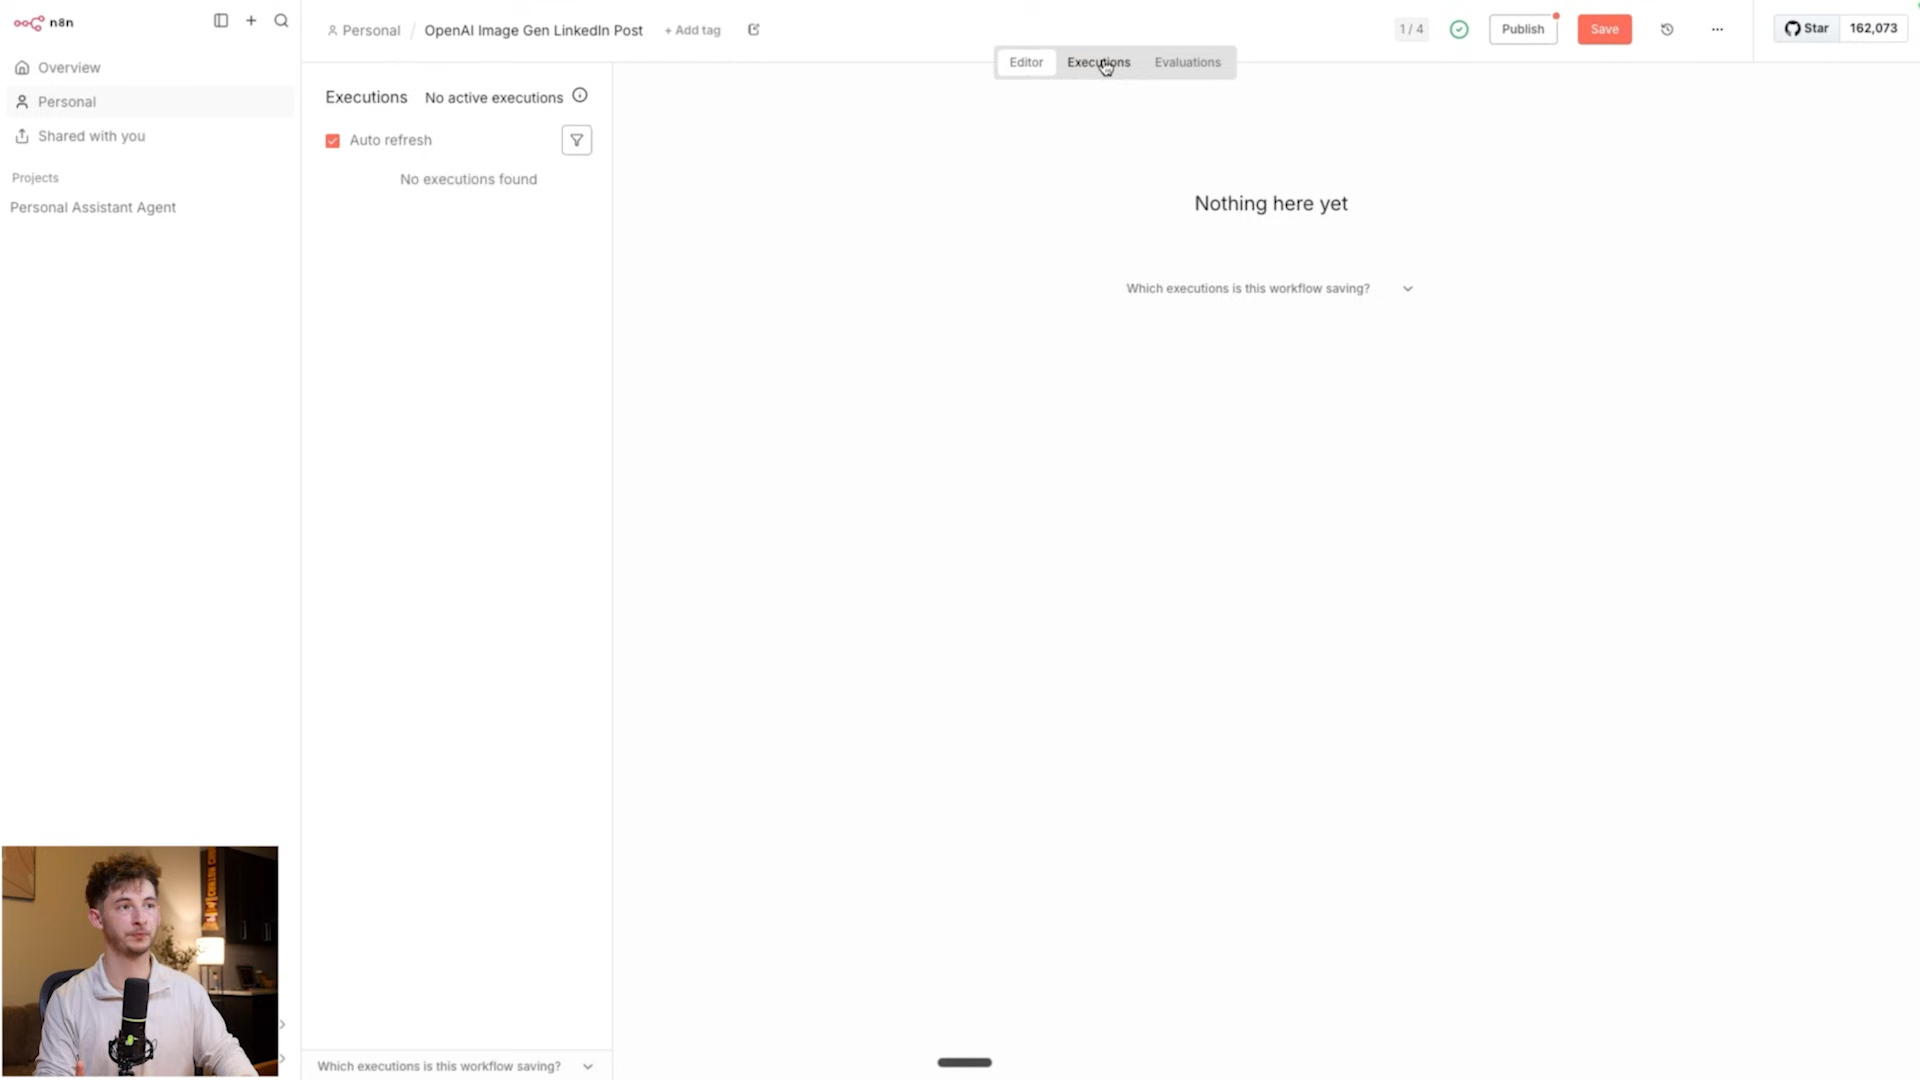 n8n
Personal / OpenAI Image Gen LinkedIn Post + Add tag
1 / 4
Publish
Save
...
Star 162,073
Overview
Personal
Shared with you
Projects
Personal Assistant Agent
Editor Executions Evaluations
Executions No active executions
Auto refresh
No executions found
Nothing here yet
Which executions is this workflow saving?
Which executions is this workflow saving?